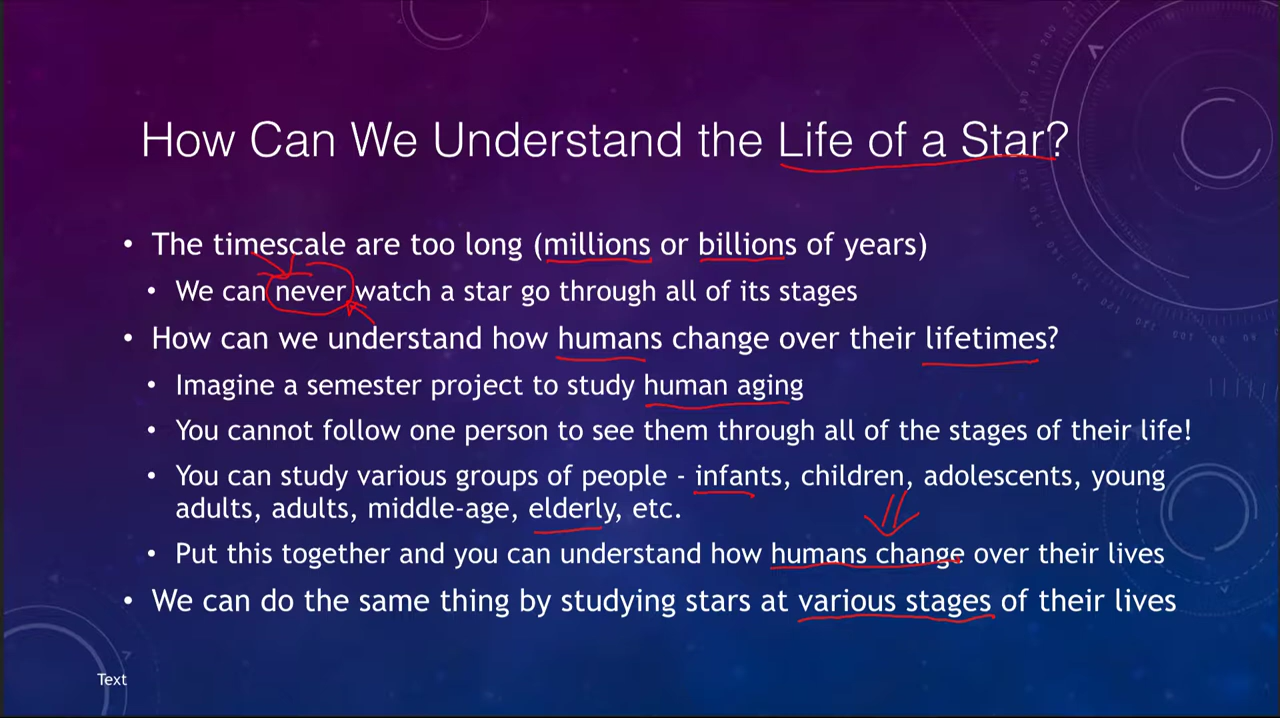 How Can We Understand the Life of a Star?
• The timescale are too long (millions or billions of years)
• We can never watch a star go through all of its stages
• How can we understand how humans change over their lifetimes?
• Imagine a semester project to study human aging
• You cannot follow one person to see them through all of the stages of their life!
• You can study various groups of people - infants, children, adolescents, young
adults, adults, middle-age, elderly, etc.
• Put this together and you can understand how humans change over their lives
• We can do the same thing by studying stars at various stages of their lives
Text